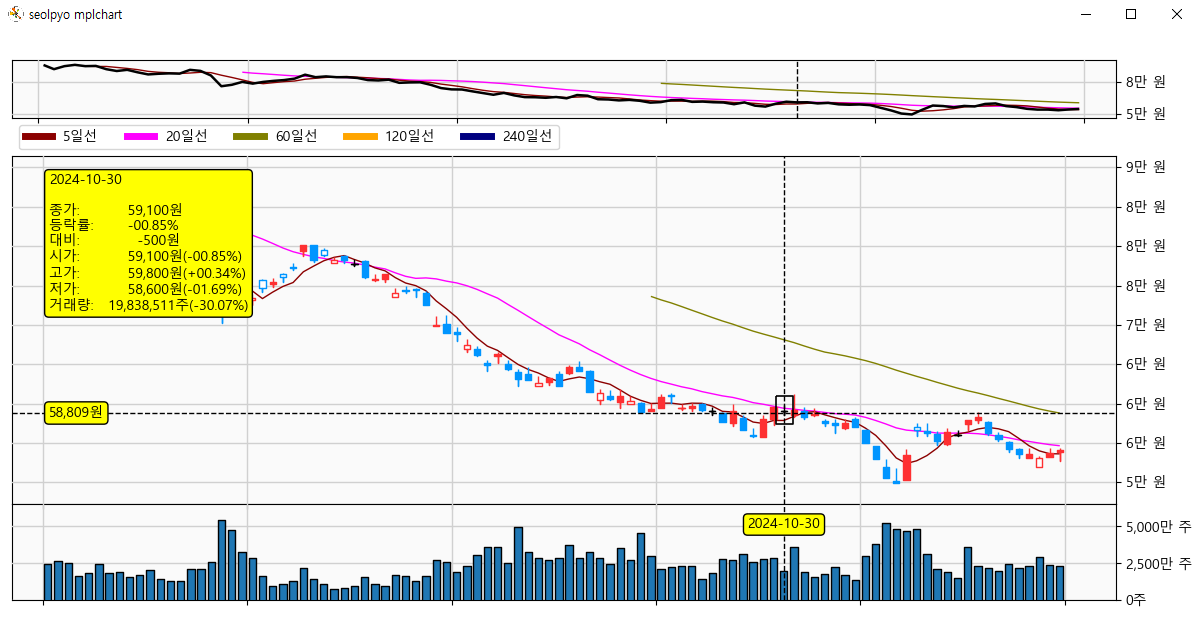 seolpyo mplchart
8만 원
5만 원
5일선 20일선 60일선 120일선 240일선
9만 원
8만 원
8만 원
8만 원
7만 원
6만 원
6만 원
6만 원
5만 원
2024-10-30
종가: 59,100원
등락률: -00.85%
대비: -500원
시가: 59,100원(-00.85%)
고가: 59,800원(+00.34%)
저가: 58,600원(-01.69%)
거래량: 19,838,511주(-30.07%)
58,809원
2024-10-30
5,000만 주
2,500만 주
0주